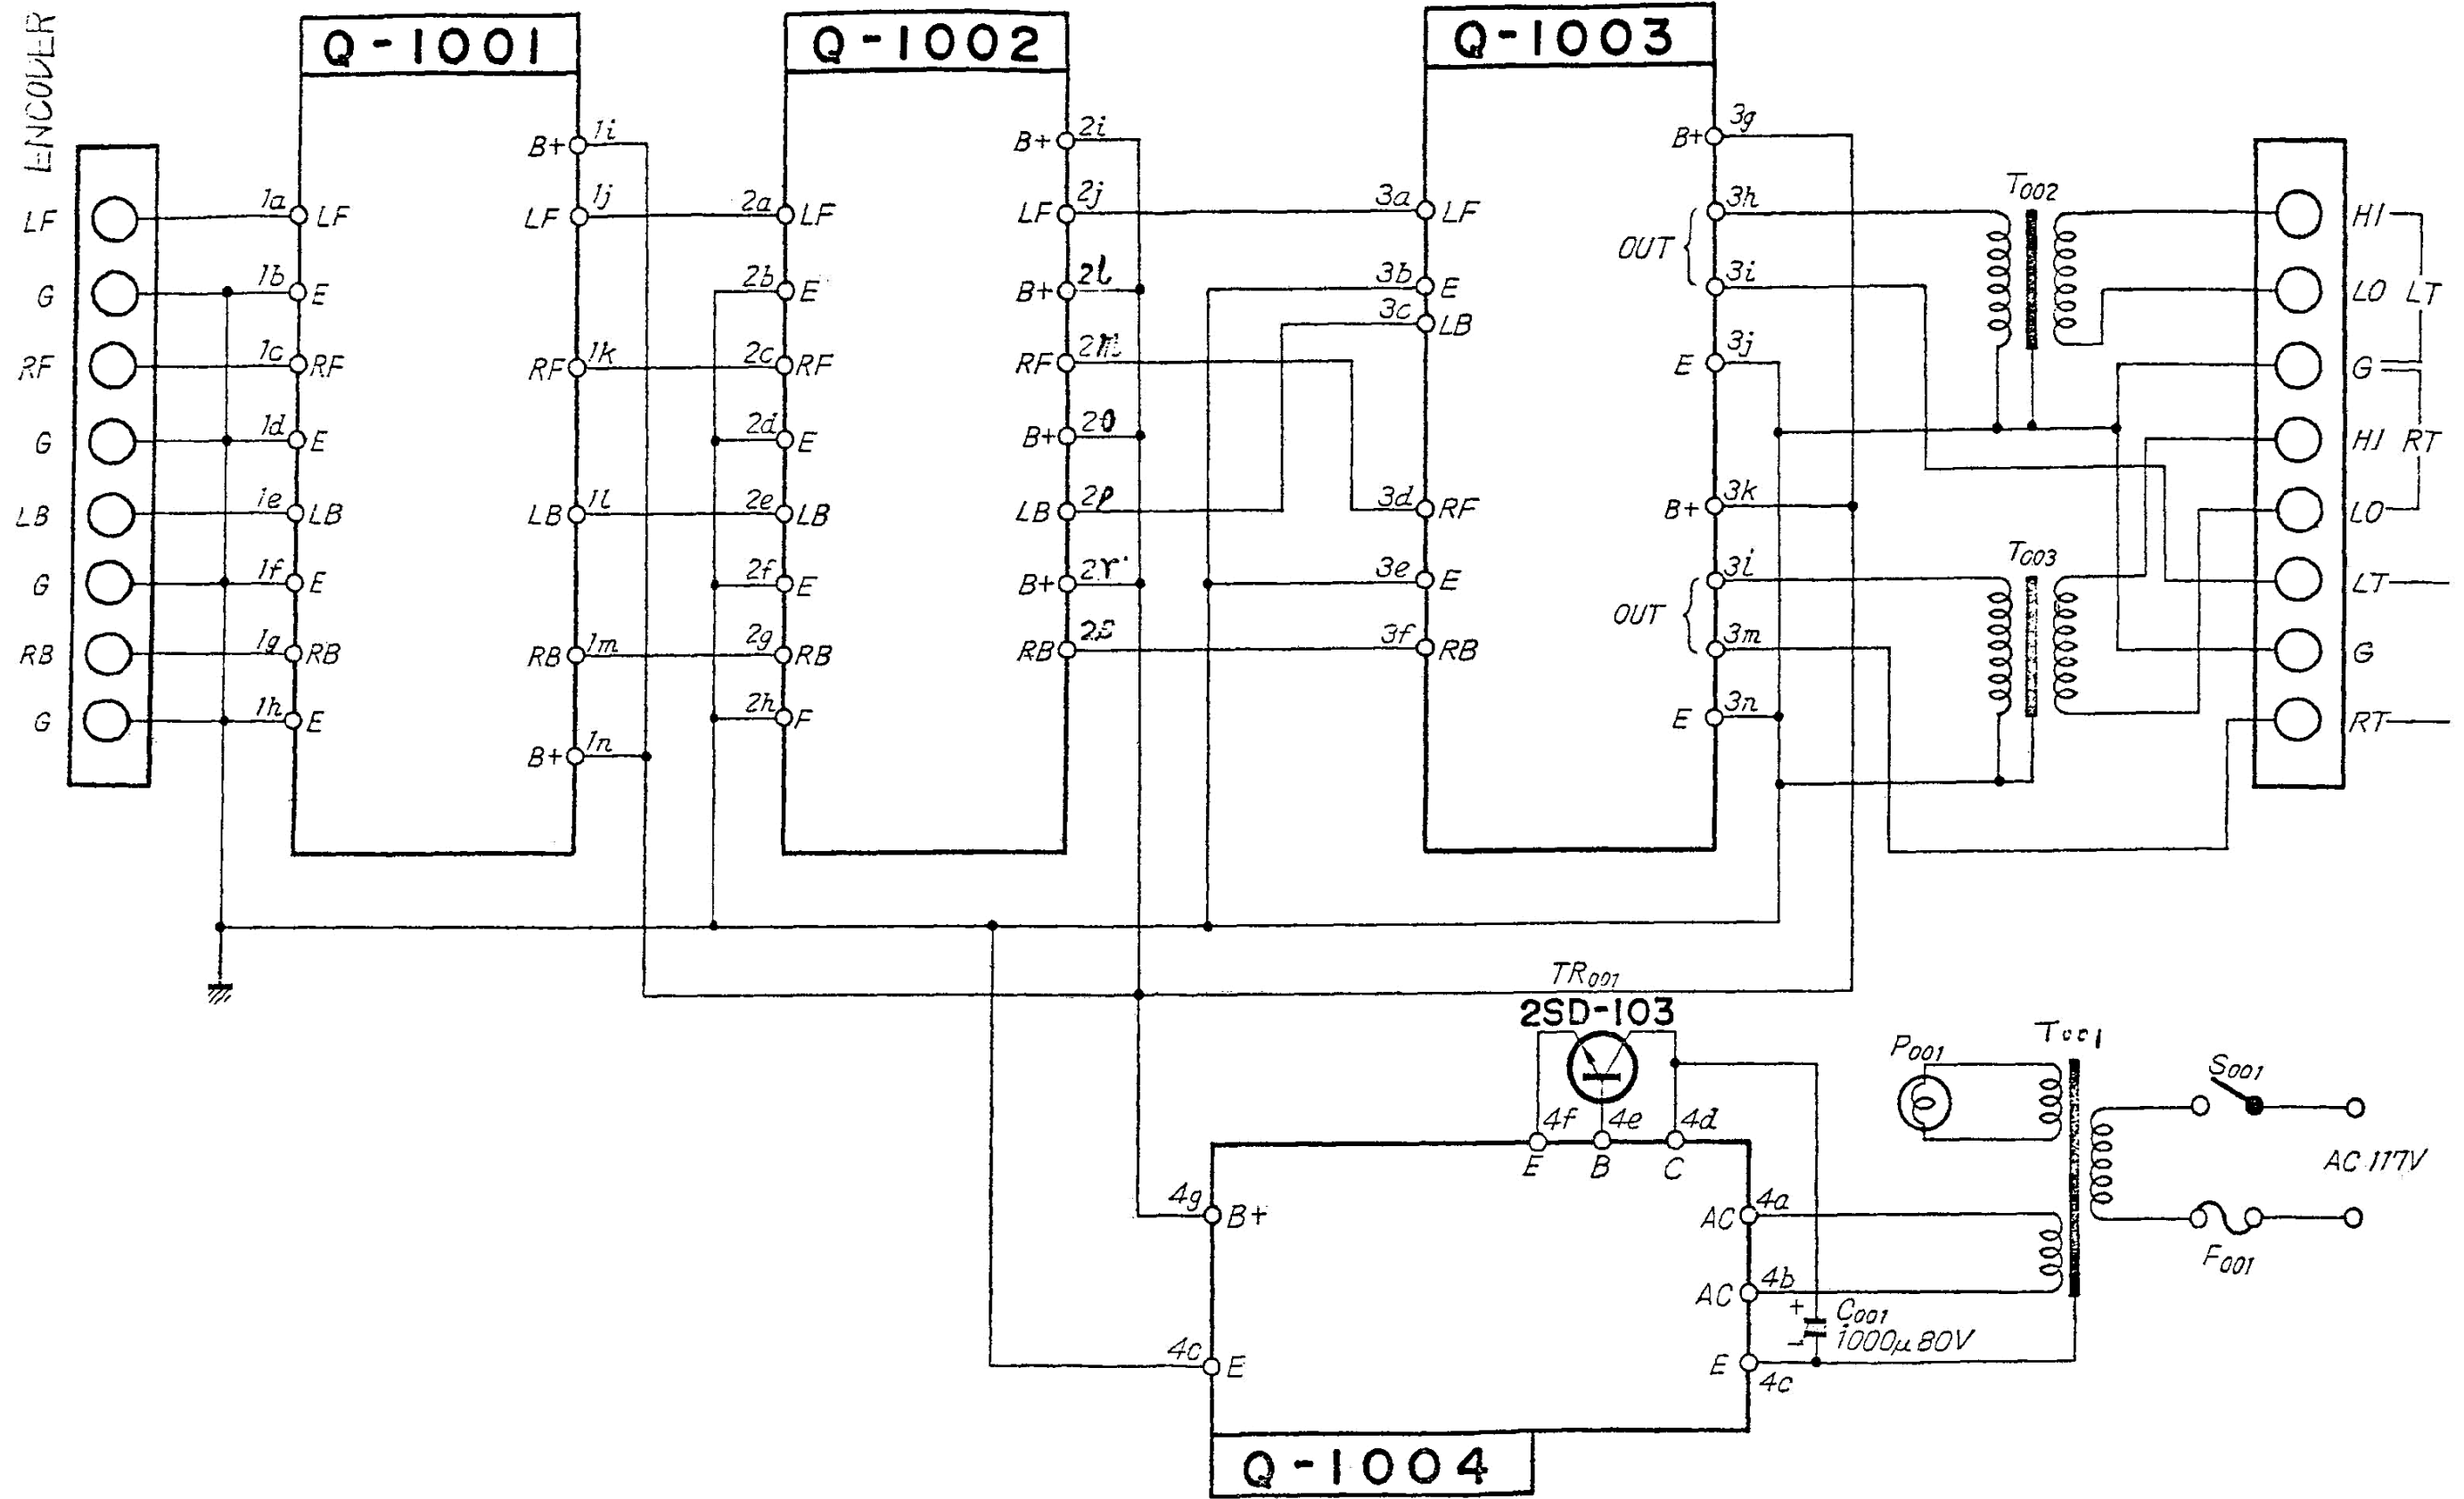 ENCODER
Q-1001
Q-1002
Q-1003
LF
G
RF
G
LB
G
RB
G
1a LF
1b E
1c RF
1d E
1e LB
1f E
1g RB
1h E
B+ 1i
LF 1j
RF 1k
LB 1l
RB 1m
B+ 1n
2a LF
2b E
2c RF
2d E
2e LB
2f E
2g RB
2h F
B+ 2i
LF 2j
B+ 2l
RF 2m
B+ 2o
LB 2p
B+ 2r
RB 2s
3a LF
3b E
3c LB
3d RF
3e E
3f RB
B+ 3g
3h
OUT
3i
E 3j
B+ 3k
3l
OUT
3m
E 3n
T002
T003
HI
LO LT
G
HI RT
LO
LT
G
RT
TR001
2SD-103
4f 4e 4d
E B C
4g B+
4c E
AC 4a
AC 4b
E 4c
+ C001
- 1000μ 80V
P001
T001
S001
AC 117V
F001
Q-1004